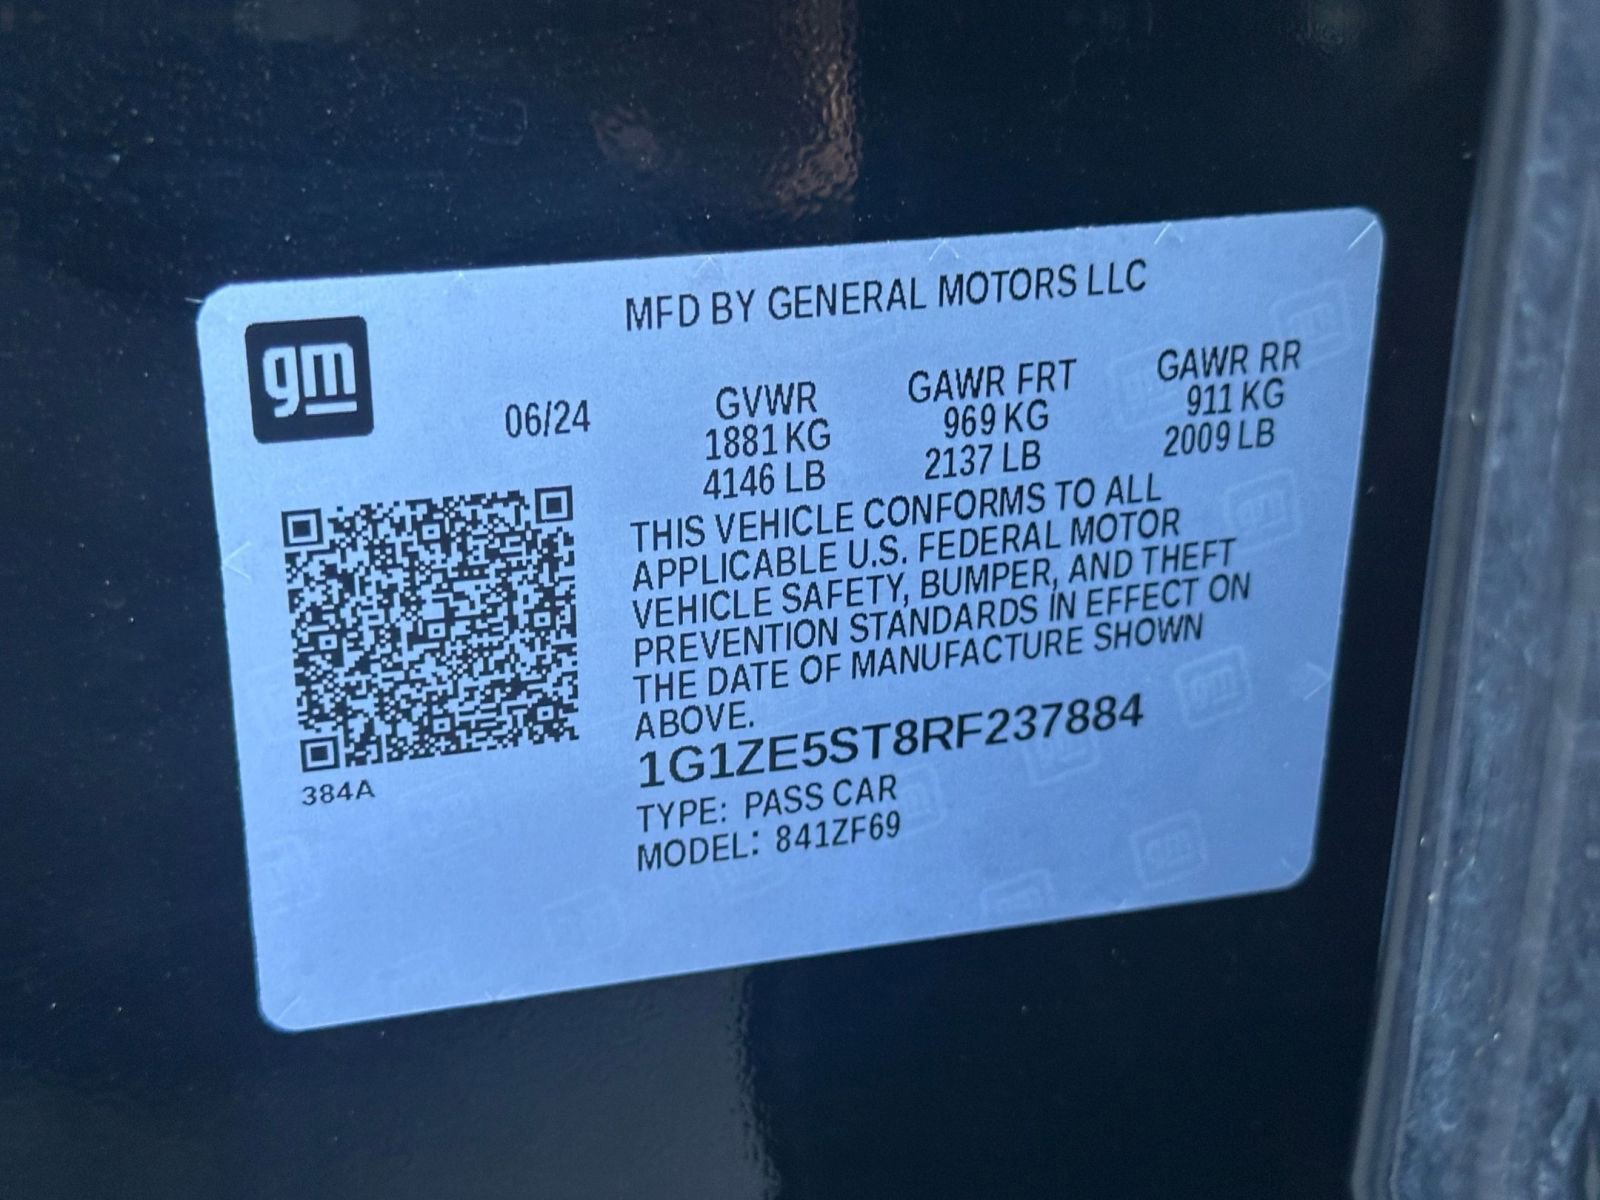 MFD BY GENERAL MOTORS LLC
gm
06/24
GVWR
1881 KG
4146 LB
GAWR FRT
969 KG
2137 LB
GAWR RR
911 KG
2009 LB
THIS VEHICLE CONFORMS TO ALL
APPLICABLE U.S. FEDERAL MOTOR
VEHICLE SAFETY, BUMPER, AND THEFT
PREVENTION STANDARDS IN EFFECT ON
THE DATE OF MANUFACTURE SHOWN
ABOVE.
1G1ZE5ST8RF237884
TYPE: PASS CAR
MODEL: 841ZF69
384A